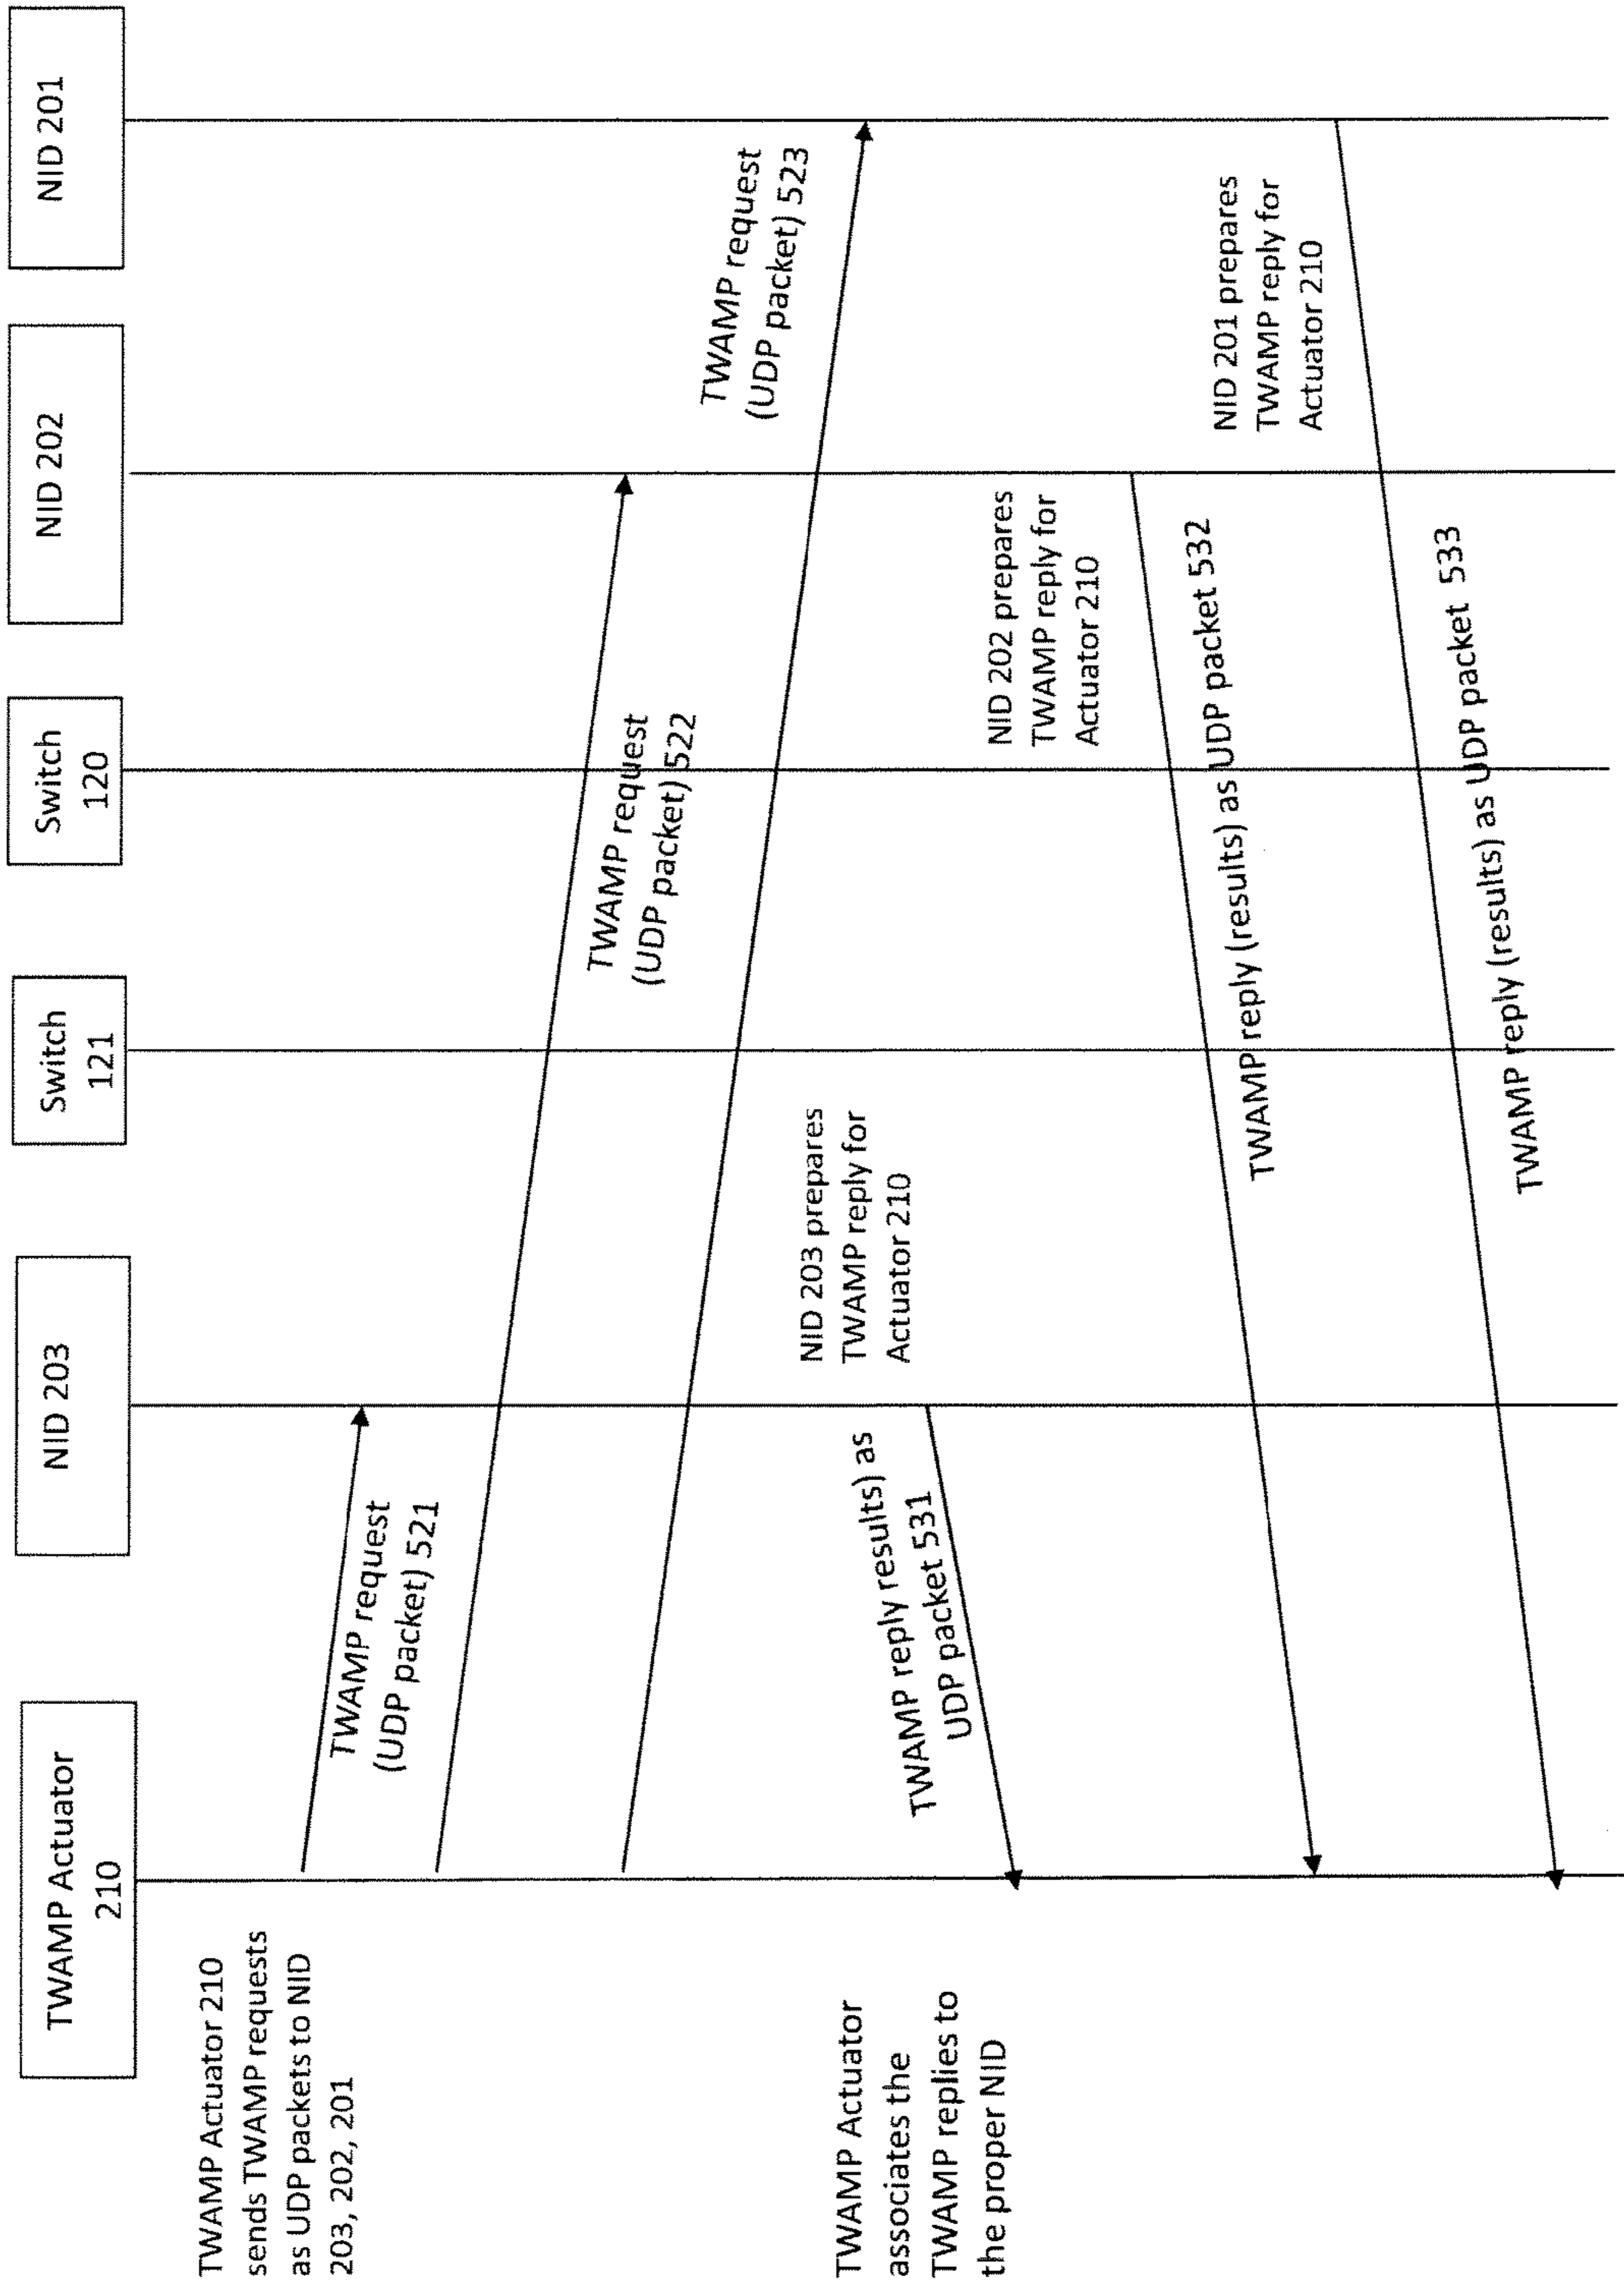 TWAMP Actuator
210
NID 203
Switch
121
Switch
120
NID 202
NID 201
TWAMP Actuator 210
sends TWAMP requests
as UDP packets to NID
203, 202, 201
TWAMP request
(UDP packet) 521
TWAMP request
(UDP packet) 522
TWAMP request
(UDP packet) 523
TWAMP Actuator
associates the
TWAMP replies to
the proper NID
NID 203 prepares
TWAMP reply for
Actuator 210
TWAMP reply results) as
UDP packet 531
NID 202 prepares
TWAMP reply for
Actuator 210
TWAMP reply (results) as UDP packet 532
NID 201 prepares
TWAMP reply for
Actuator 210
TWAMP reply (results) as UDP packet 533